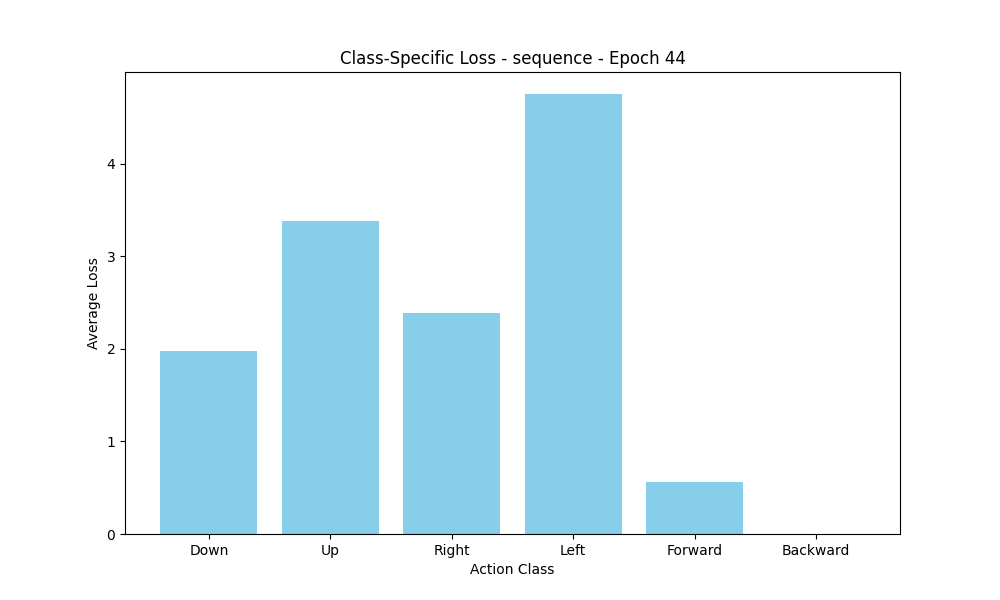 Class-Specific Loss - sequence - Epoch 44
Average Loss
4
3
2
1
0
Down Up Right Left Forward Backward
Action Class